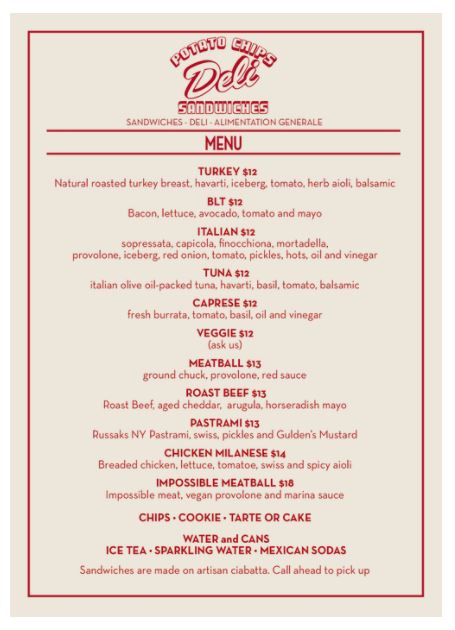 POTATO CHIPS
Deli
SANDWICHES
SANDWICHES - DELI - ALIMENTATION GENERALE
MENU
TURKEY $12
Natural roasted turkey breast, havarti, iceberg, tomato, herb aioli, balsamic
BLT $12
Bacon, lettuce, avocado, tomato and mayo
ITALIAN $12
sopressata, capicola, finocchiona, mortadella,
provolone, iceberg, red onion, tomato, pickles, hots, oil and vinegar
TUNA $12
italian olive oil-packed tuna, havarti, basil, tomato, balsamic
CAPRESE $12
fresh burrata, tomato, basil, oil and vinegar
VEGGIE $12
(ask us)
MEATBALL $13
ground chuck, provolone, red sauce
ROAST BEEF $13
Roast Beef, aged cheddar, arugula, horseradish mayo
PASTRAMI $13
Russaks NY Pastrami, swiss, pickles and Gulden's Mustard
CHICKEN MILANESE $14
Breaded chicken, lettuce, tomatoe, swiss and spicy aioli
IMPOSSIBLE MEATBALL $18
Impossible meat, vegan provolone and marina sauce
CHIPS • COOKIE • TARTE OR CAKE
WATER and CANS
ICE TEA • SPARKLING WATER • MEXICAN SODAS
Sandwiches are made on artisan ciabatta. Call ahead to pick up